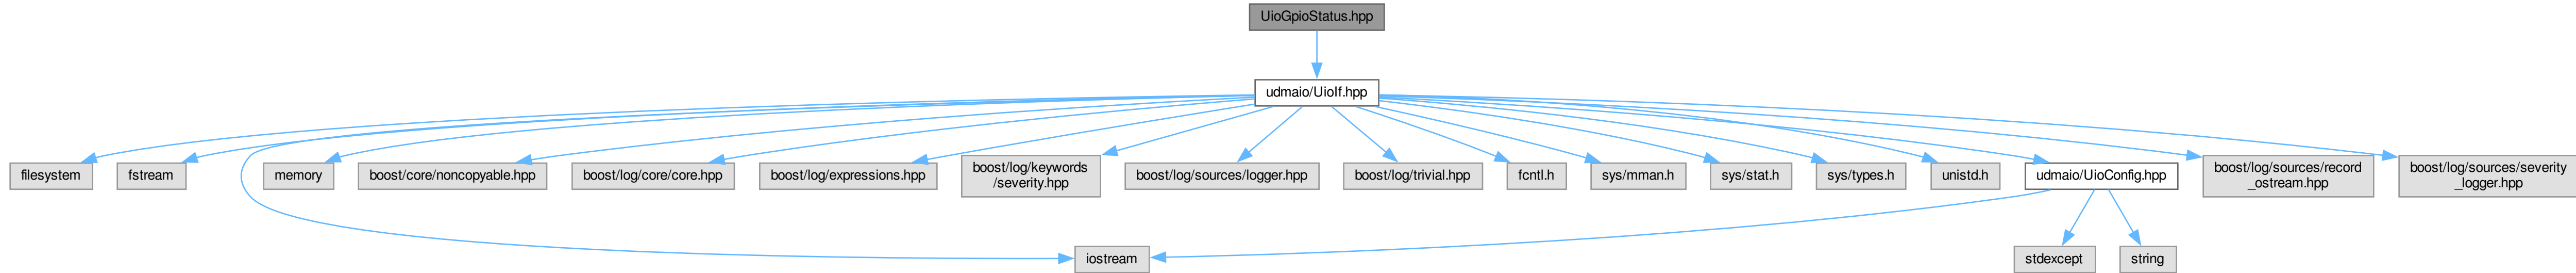 UioGpioStatus.hpp
udmaio/UioIf.hpp
filesystem
fstream
memory
boost/core/noncopyable.hpp
boost/log/core/core.hpp
boost/log/expressions.hpp
boost/log/keywords
/severity.hpp
boost/log/sources/logger.hpp
boost/log/trivial.hpp
fcntl.h
sys/mman.h
sys/stat.h
sys/types.h
unistd.h
udmaio/UioConfig.hpp
boost/log/sources/record
_ostream.hpp
boost/log/sources/severity
_logger.hpp
iostream
stdexcept
string